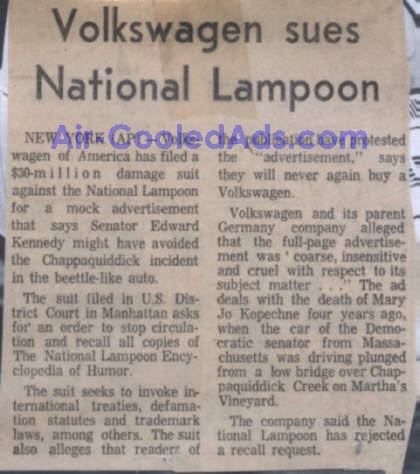 Volkswagen sues
National Lampoon
NEW YORK (AP) — Volks-
wagen of America has filed a
$30-million damage suit
against the National Lampoon
for a mock advertisement
that says Senator Edward
Kennedy might have avoided
the Chappaquiddick incident
in the beettle-like auto.
The suit filed in U.S. Dis-
trict Court in Manhattan asks
for an order to stop circula-
tion and recall all copies of
The National Lampoon Ency-
clopedia of Humor.
The suit seeks to invoke in-
ternational treaties, defama-
tion statutes and trademark
laws, among others. The suit
also alleges that readers of
the publication have protested
the "advertisement," says
they will never again buy a
Volkswagen.
Volkswagen and its parent
Germany company alleged
that the full-page advertise-
ment was ' coarse, insensitive
and cruel with respect to its
subject matter . . ." The ad
deals with the death of Mary
Jo Kopechne four years ago,
when the car of the Demo-
cratic senator from Massa-
chusetts was driving plunged
from a low bridge over Chap-
paquiddick Creek on Martha's
Vineyard.
The company said the Na-
tional Lampoon has rejected
a recall request.
Air-CooledAds.com